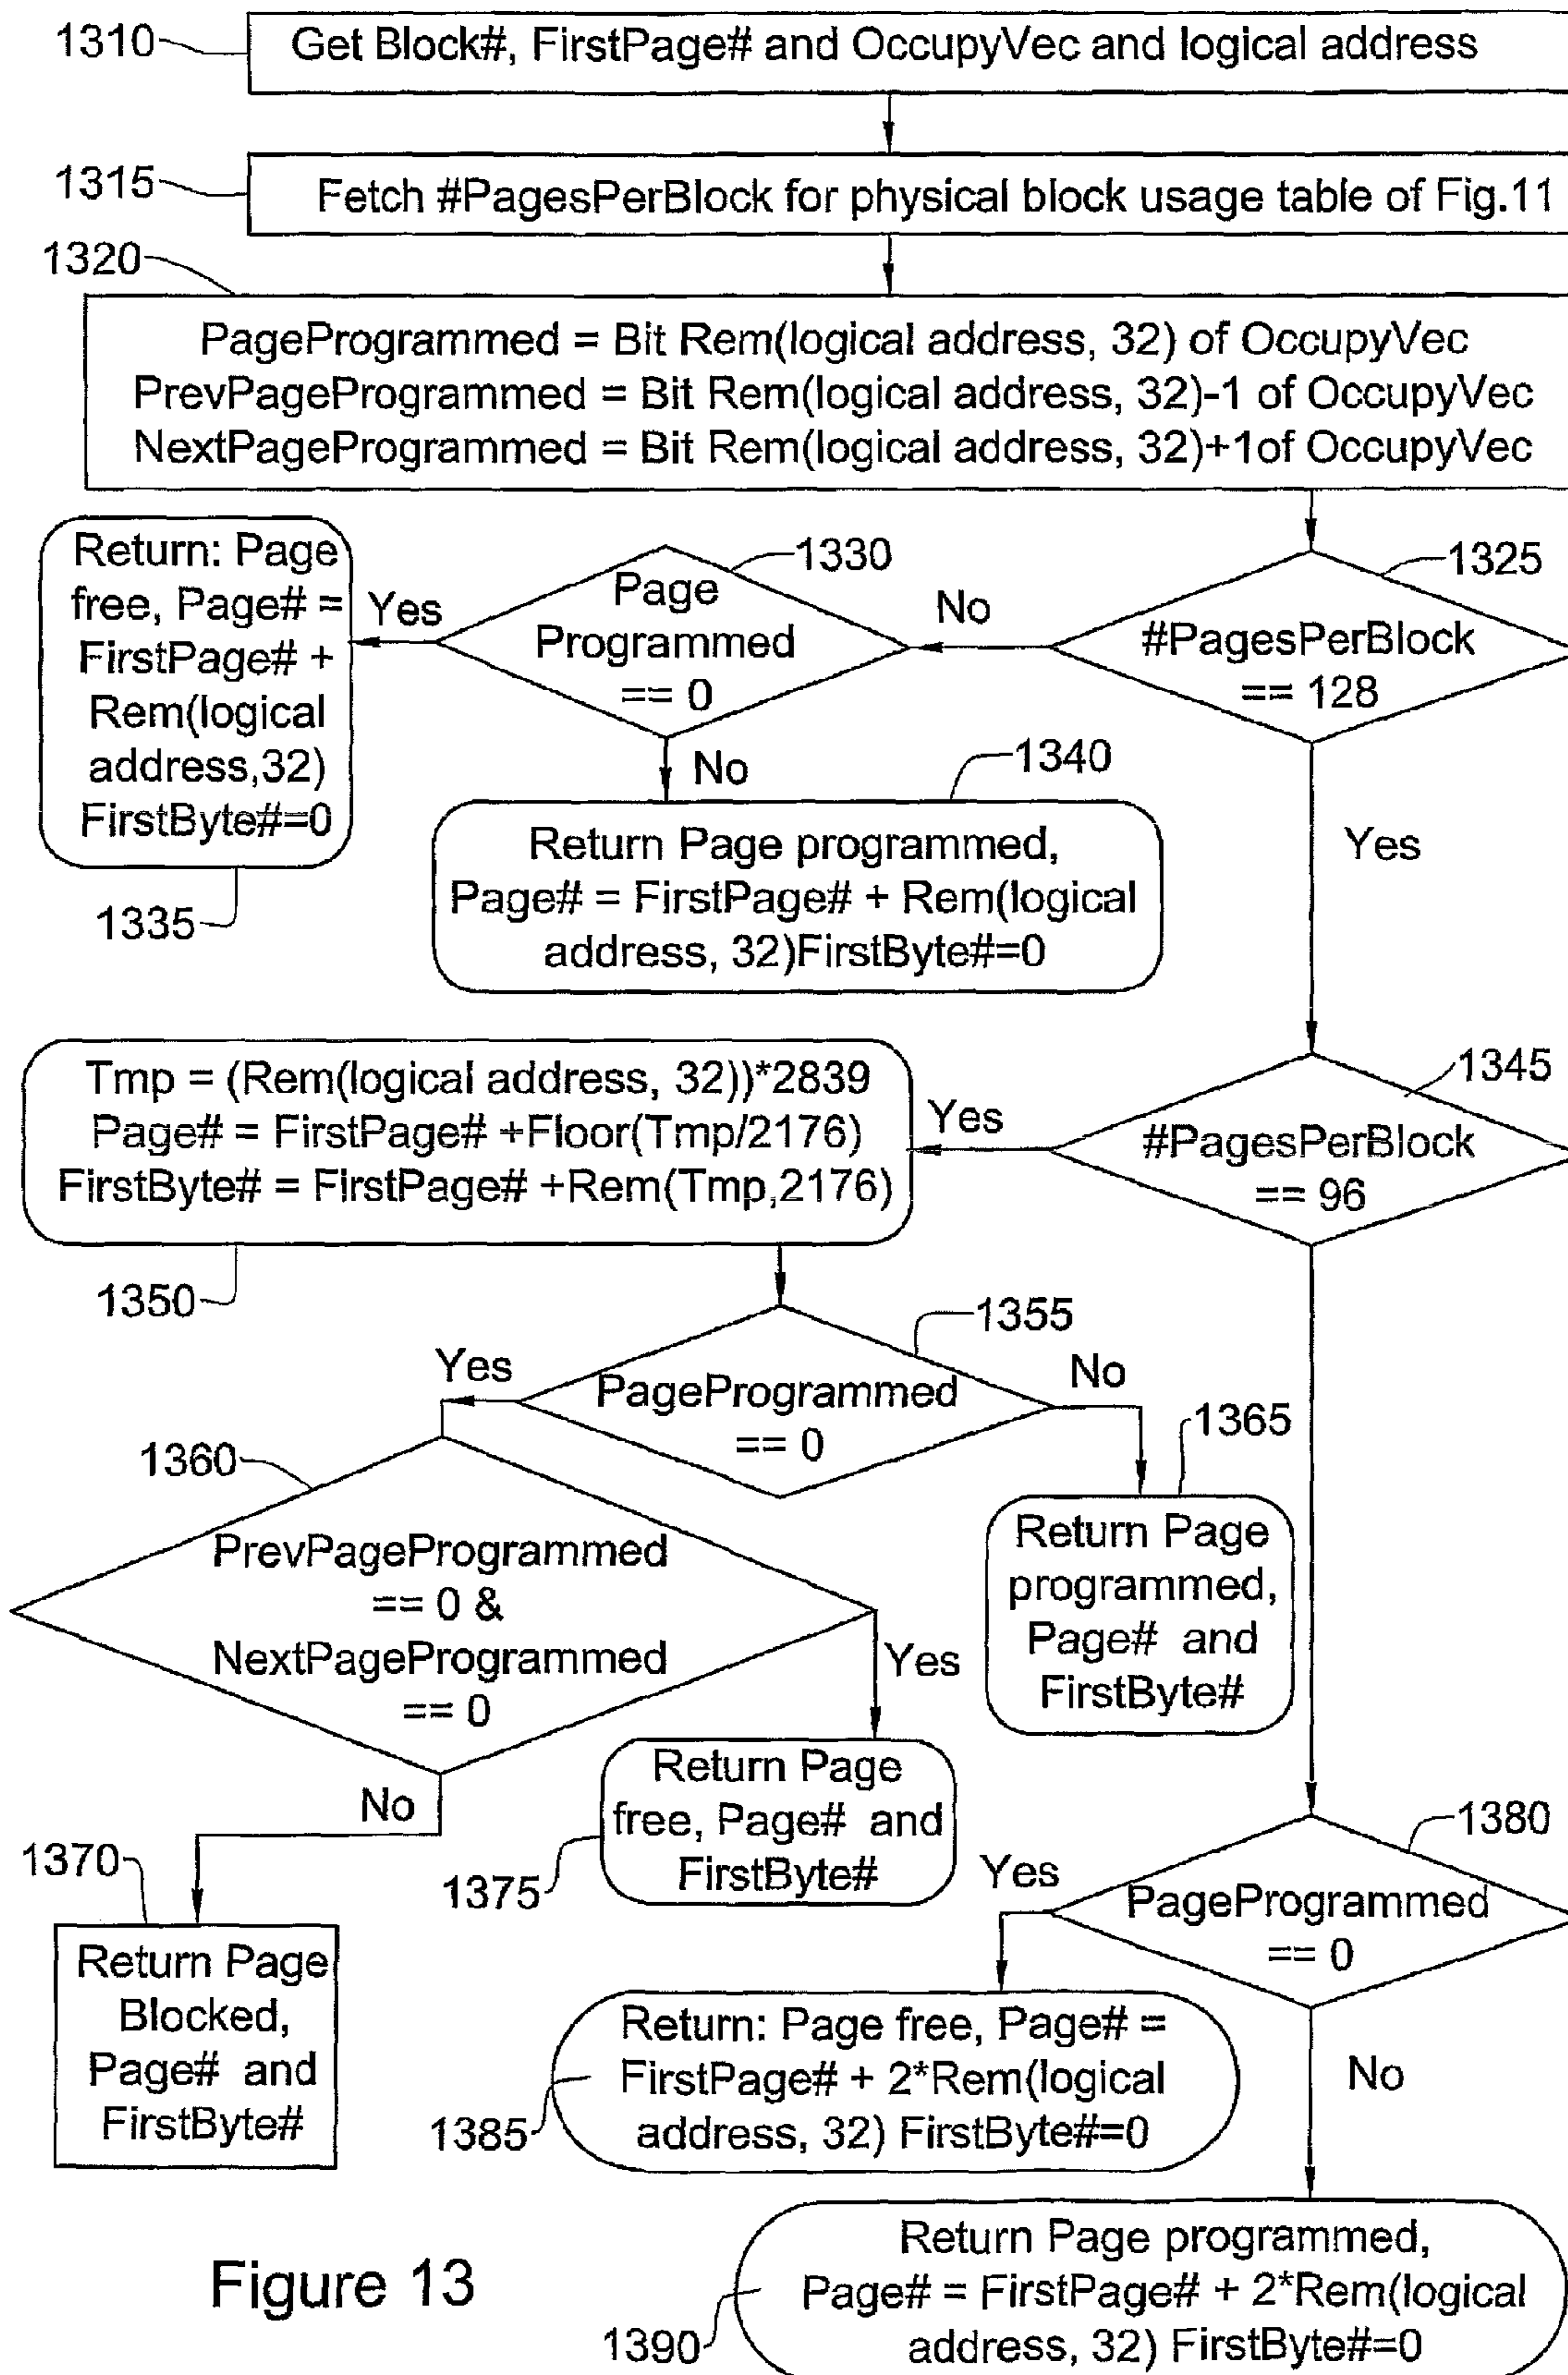 1310
Get Block#, FirstPage# and OccupyVec and logical address
1315
Fetch #PagesPerBlock for physical block usage table of Fig.11
1320
PageProgrammed = Bit Rem(logical address, 32) of OccupyVec
PrevPageProgrammed = Bit Rem(logical address, 32)-1 of OccupyVec
NextPageProgrammed = Bit Rem(logical address, 32)+1of OccupyVec
Return: Page
free, Page# =
FirstPage# +
Rem(logical
address,32)
FirstByte#=0
1335
Yes
1330
Page
Programmed
== 0
No
1325
#PagesPerBlock
== 128
No
1340
Return Page programmed,
Page# = FirstPage# + Rem(logical
address, 32)FirstByte#=0
Yes
Tmp = (Rem(logical address, 32))*2839
Page# = FirstPage# +Floor(Tmp/2176)
FirstByte# = FirstPage# +Rem(Tmp,2176)
1350
Yes
1345
#PagesPerBlock
== 96
1355
Yes
PageProgrammed
== 0
No
1360
PrevPageProgrammed
== 0 &
NextPageProgrammed
== 0
1365
Return Page
programmed,
Page# and
FirstByte#
Yes
No
1375
Return Page
free, Page# and
FirstByte#
1370
Return Page
Blocked,
Page# and
FirstByte#
1380
Yes
PageProgrammed
== 0
1385
Return: Page free, Page# =
FirstPage# + 2*Rem(logical
address, 32) FirstByte#=0
No
1390
Return Page programmed,
Page# = FirstPage# + 2*Rem(logical
address, 32) FirstByte#=0
Figure 13